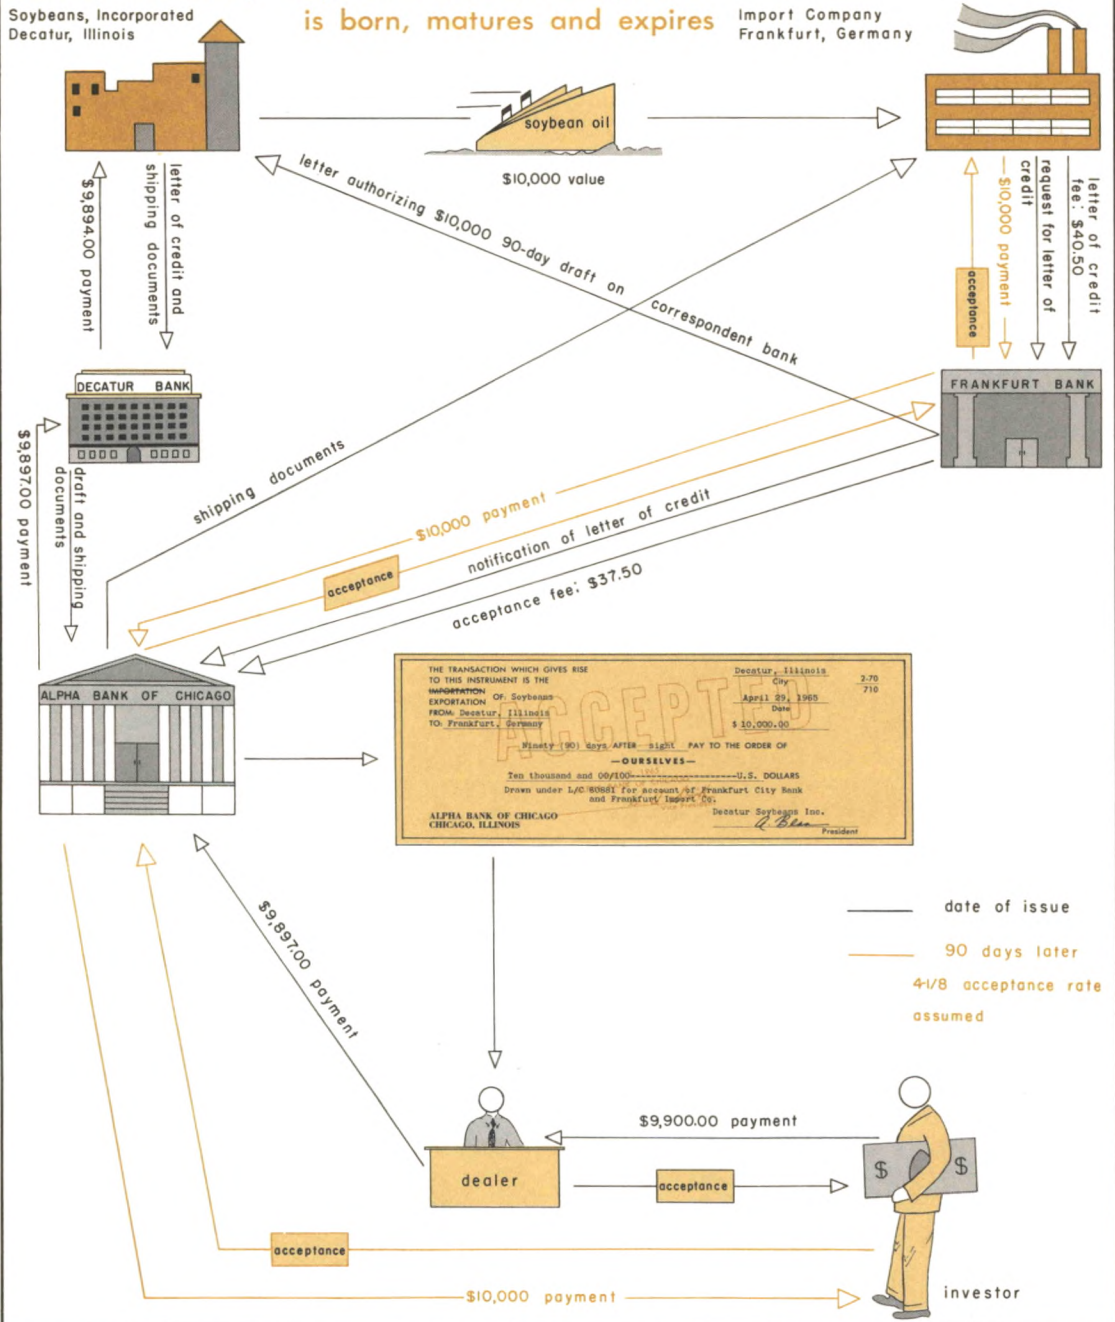 Soybeans, Incorporated
Decatur, Illinois
is born, matures and expires
Import Company
Frankfurt, Germany
soybean oil
$10,000 value
$9,894.00 payment
letter of credit and
shipping documents
letter authorizing $10,000 90-day draft on correspondent bank
acceptance
$10,000 payment
request for letter of
credit
letter of credit
fee: $40.50
DECATUR BANK
FRANKFURT BANK
$9,897.00 payment
draft and shipping
documents
shipping documents
$10,000 payment
acceptance
notification of letter of credit
acceptance fee: $37.50
ALPHA BANK OF CHICAGO
THE TRANSACTION WHICH GIVES RISE
TO THIS INSTRUMENT IS THE
IMPORTATION
EXPORTATION OF: Soybeans
FROM: Decatur, Illinois
TO: Frankfurt, Germany
Decatur, Illinois
City
2-70
710
April 29, 1965
Date
$ 10,000.00
ACCEPTED
Ninety (90) days AFTER sight PAY TO THE ORDER OF
—OURSELVES—
Ten thousand and 00/100--------------------U.S. DOLLARS
Drawn under L/C 60881 for account of Frankfurt City Bank
and Frankfurt Import Co.
ALPHA BANK OF CHICAGO
CHICAGO, ILLINOIS
Decatur Soybeans Inc.
A. Bean
President
$9,897.00 payment
date of issue
90 days later
4-1/8 acceptance rate
assumed
dealer
$9,900.00 payment
acceptance
$ $
acceptance
$10,000 payment
investor